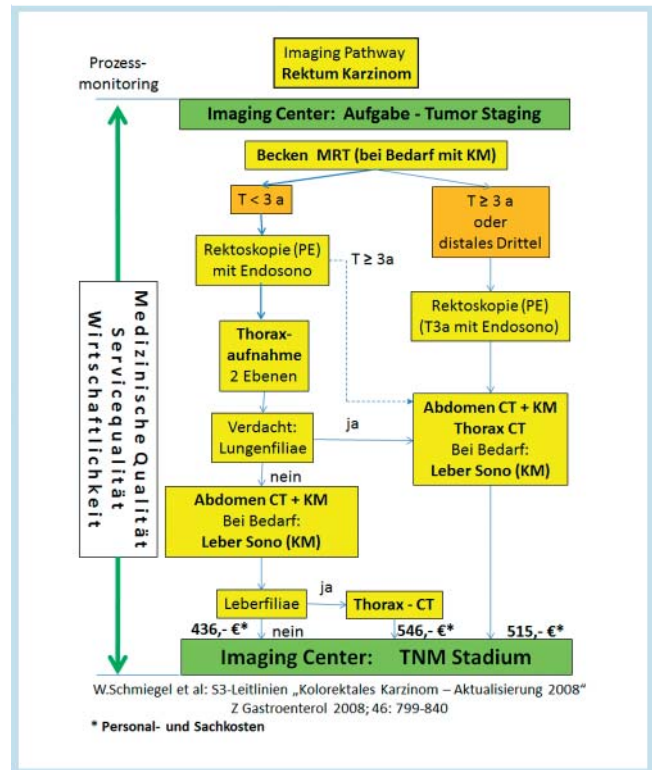 Prozess-
monitoring
Imaging Pathway
Rektum Karzinom
Imaging Center: Aufgabe - Tumor Staging
Becken MRT (bei Bedarf mit KM)
T < 3 a
T ≥ 3 a
oder
distales Drittel
Rektoskopie (PE)
mit Endosono
T ≥ 3a
Rektoskopie (PE)
(T3a mit Endosono)
Thorax-
aufnahme
2 Ebenen
Medizinische Qualität
Servicequalität
Wirtschaftlichkeit
Verdacht:
Lungenfiliae
ja
Abdomen CT + KM
Thorax CT
Bei Bedarf:
Leber Sono (KM)
nein
Abdomen CT + KM
Bei Bedarf:
Leber Sono (KM)
Leberfiliae
ja
Thorax - CT
436,- €*
nein
546,- €*
515,- €*
Imaging Center: TNM Stadium
W.Schmiegel et al: S3-Leitlinien „Kolorektales Karzinom – Aktualisierung 2008“
Z Gastroenterol 2008; 46: 799-840
* Personal- und Sachkosten